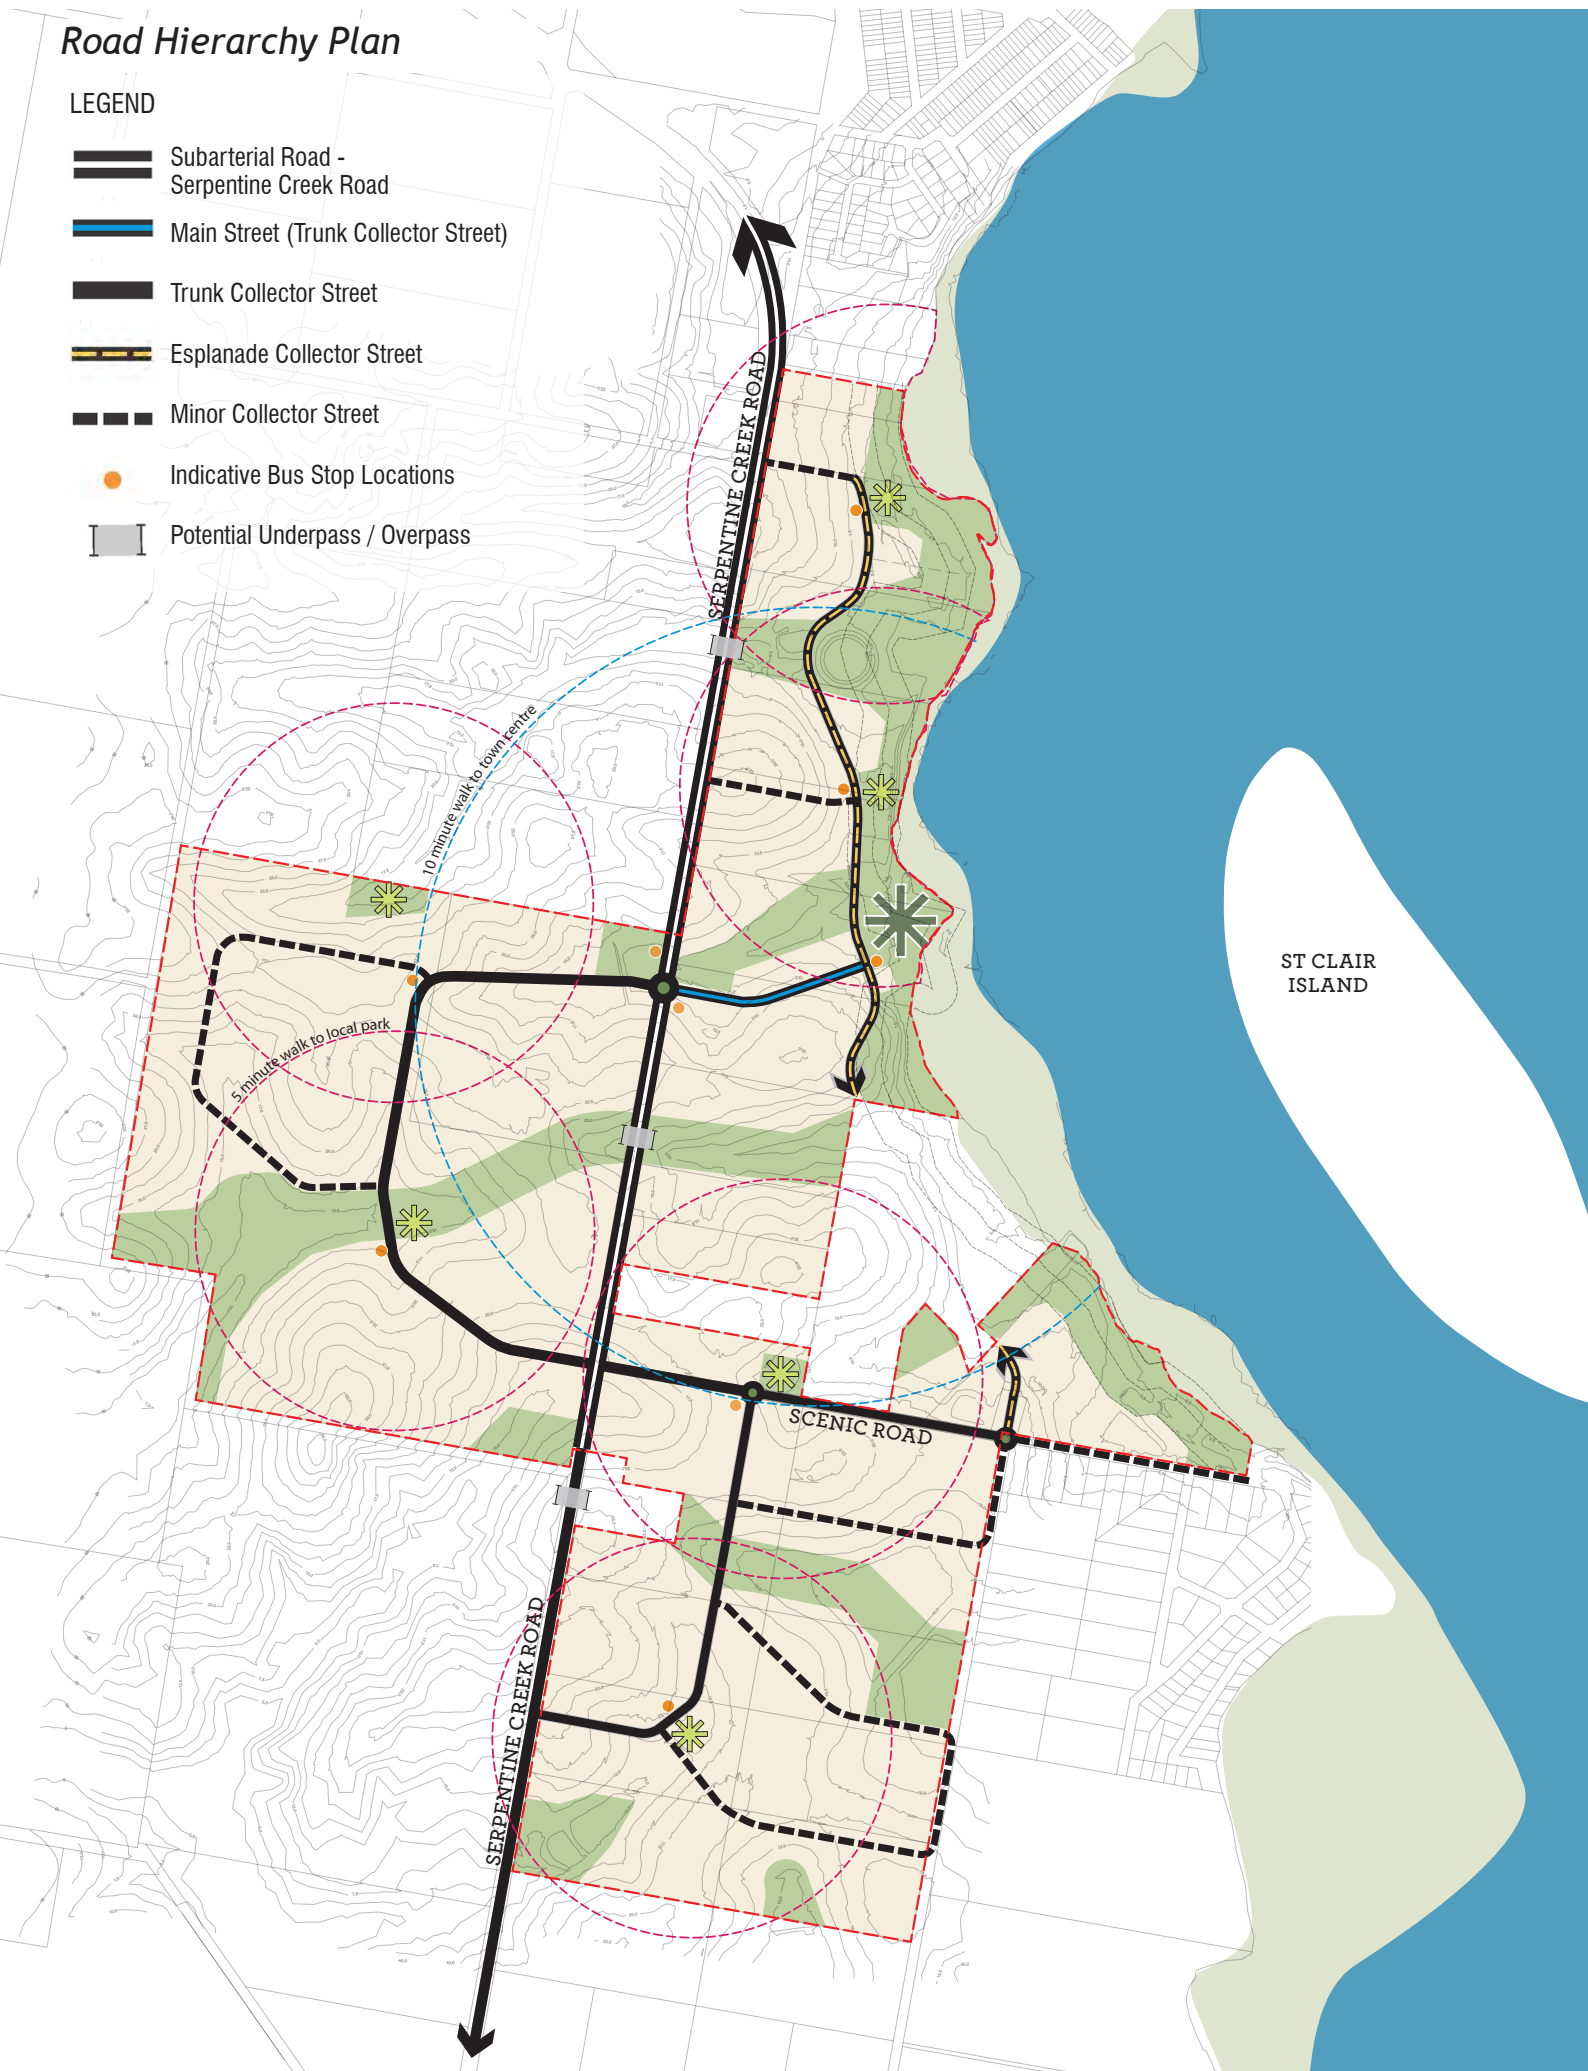 Road Hierarchy Plan
LEGEND
Subarterial Road -
Serpentine Creek Road
Main Street (Trunk Collector Street)
Trunk Collector Street
Esplanade Collector Street
Minor Collector Street
Indicative Bus Stop Locations
Potential Underpass / Overpass
SERPENTINE CREEK ROAD
10 minute walk to town centre
ST CLAIR
ISLAND
5 minute walk to local park
SCENIC ROAD
SERPENTINE CREEK ROAD